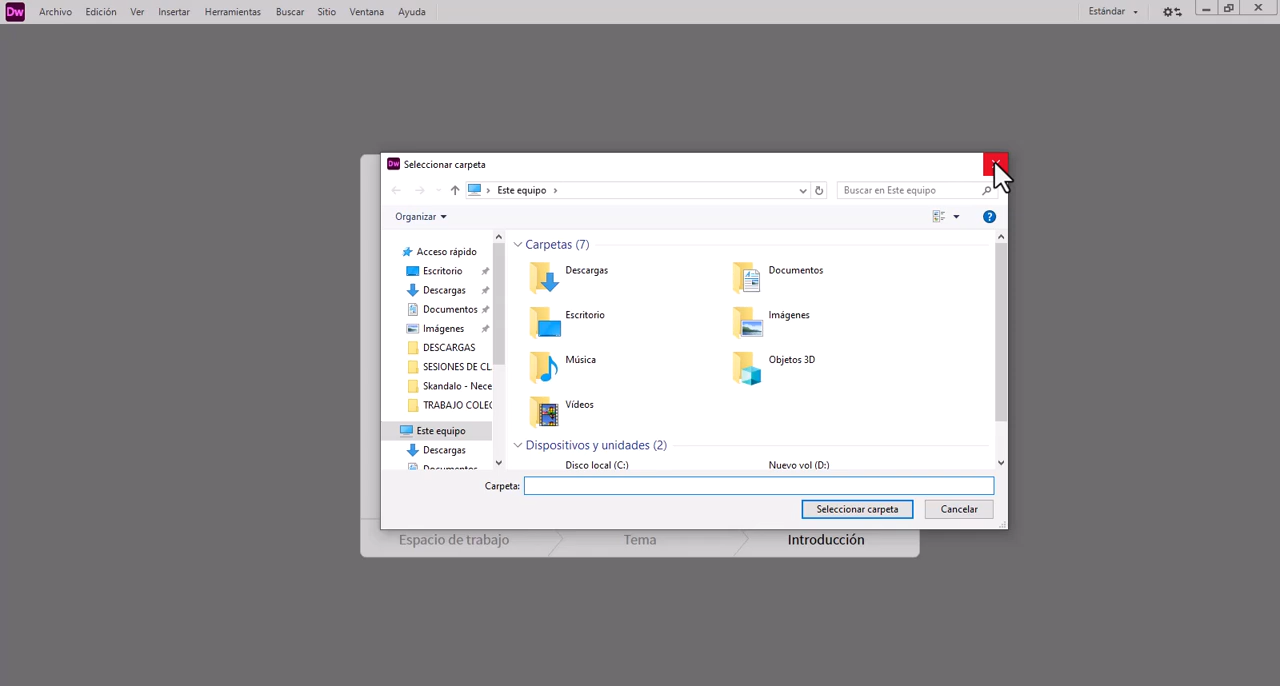 Dw Archivo Edición Ver Insertar Herramientas Buscar Sitio Ventana Ayuda Estándar
Dw Seleccionar carpeta
Este equipo
Buscar en Este equipo
Organizar
Acceso rápido
Escritorio
Descargas
Documentos
Imágenes
DESCARGAS
SESIONES DE CL
Skandalo - Nece
TRABAJO COLEG
Este equipo
Descargas
Documentos
Carpetas (7)
Descargas
Documentos
Escritorio
Imágenes
Música
Objetos 3D
Vídeos
Dispositivos y unidades (2)
Disco local (C:)
Nuevo vol (D:)
Carpeta:
Seleccionar carpeta
Cancelar
Espacio de trabajo
Tema
Introducción